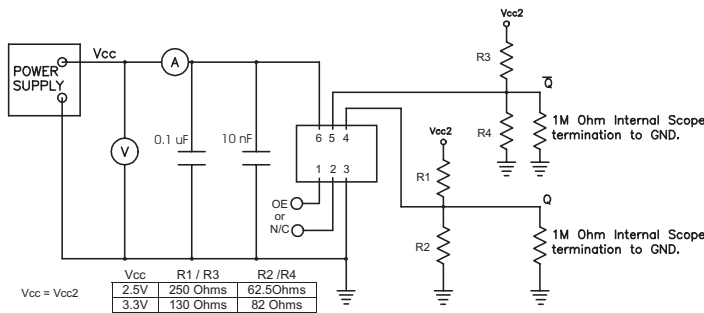 Vcc2
R3
Vcc
A
POWER
SUPPLY
Q
1M Ohm Internal Scope
termination to GND.
R4
0.1 uF
10 nF
6 5 4
Vcc2
V
1 2 3
R1
OE
or
N/C
Q
R2
1M Ohm Internal Scope
termination to GND.
Vcc R1 / R3 R2 /R4
Vcc = Vcc2
2.5V 250 Ohms 62.5Ohms
3.3V 130 Ohms 82 Ohms